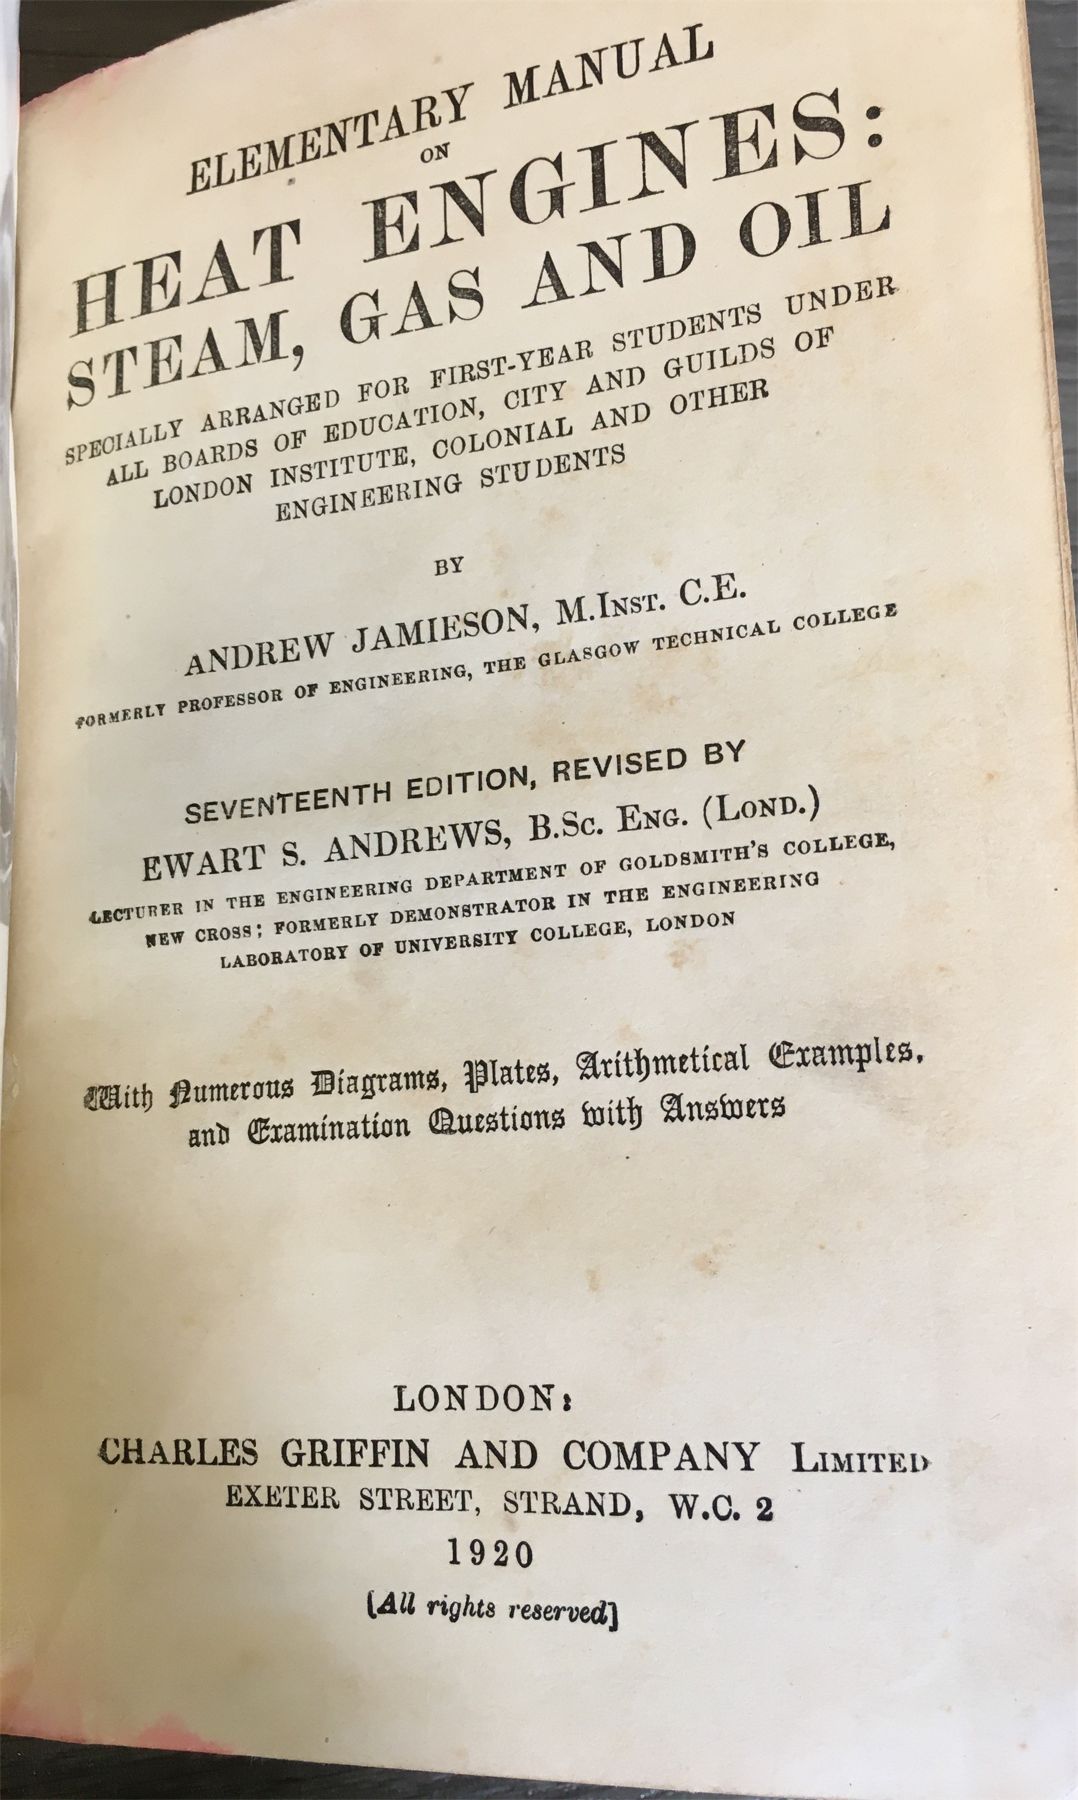 ELEMENTARY MANUAL
ON
HEAT ENGINES:
STEAM, GAS AND OIL
SPECIALLY ARRANGED FOR FIRST-YEAR STUDENTS UNDER
ALL BOARDS OF EDUCATION, CITY AND GUILDS OF
LONDON INSTITUTE, COLONIAL AND OTHER
ENGINEERING STUDENTS
BY
ANDREW JAMIESON, M.INST. C.E.
FORMERLY PROFESSOR OF ENGINEERING, THE GLASGOW TECHNICAL COLLEGE
SEVENTEENTH EDITION, REVISED BY
EWART S. ANDREWS, B.SC. ENG. (LOND.)
LECTURER IN THE ENGINEERING DEPARTMENT OF GOLDSMITH'S COLLEGE,
NEW CROSS; FORMERLY DEMONSTRATOR IN THE ENGINEERING
LABORATORY OF UNIVERSITY COLLEGE, LONDON
With Numerous Diagrams, Plates, Arithmetical Examples,
and Examination Questions with Answers
LONDON:
CHARLES GRIFFIN AND COMPANY LIMITED
EXETER STREET, STRAND, W.C. 2
1920
[All rights reserved]